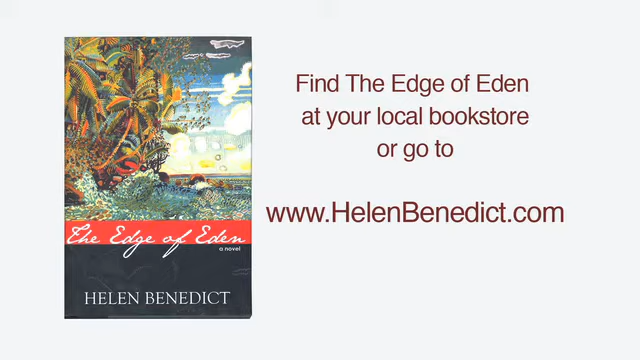 The Edge of Eden
a novel
HELEN BENEDICT
Find The Edge of Eden
at your local bookstore
or go to
www.HelenBenedict.com